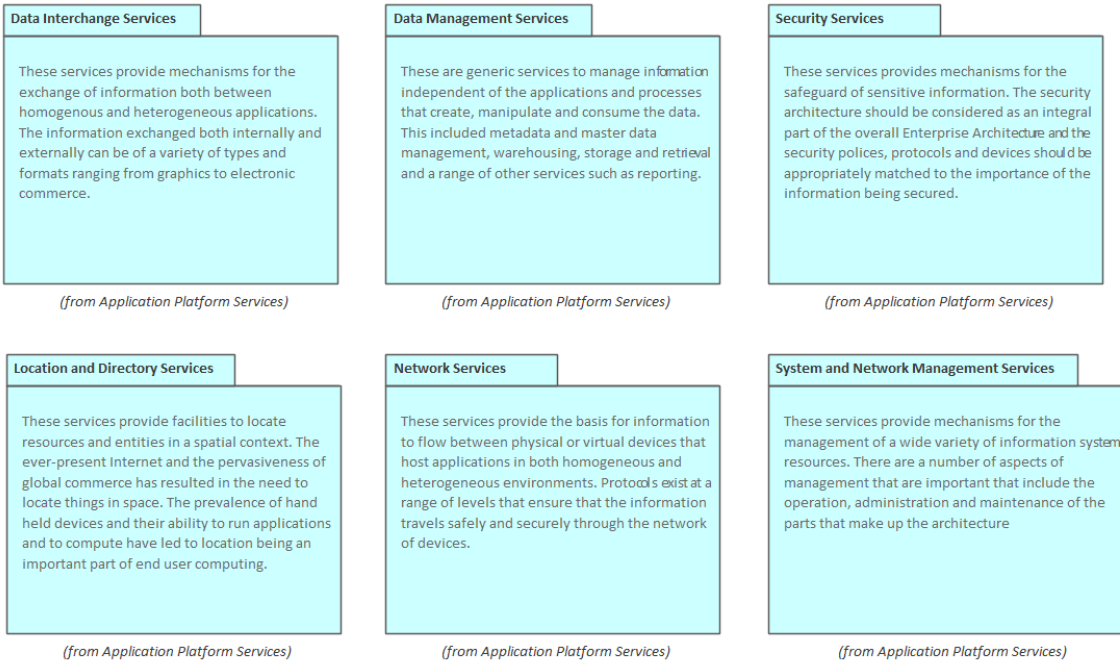 Data Interchange Services
These services provide mechanisms for the
exchange of information both between
homogenous and heterogeneous applications.
The information exchanged both internally and
externally can be of a variety of types and
formats ranging from graphics to electronic
commerce.
(from Application Platform Services)
Data Management Services
These are generic services to manage information
independent of the applications and processes
that create, manipulate and consume the data.
This included metadata and master data
management, warehousing, storage and retrieval
and a range of other services such as reporting.
(from Application Platform Services)
Security Services
These services provides mechanisms for the
safeguard of sensitive information. The security
architecture should be considered as an integral
part of the overall Enterprise Architecture and the
security polices, protocols and devices should be
appropriately matched to the importance of the
information being secured.
(from Application Platform Services)
Location and Directory Services
These services provide facilities to locate
resources and entities in a spatial context. The
ever-present Internet and the pervasiveness of
global commerce has resulted in the need to
locate things in space. The prevalence of hand
held devices and their ability to run applications
and to compute have led to location being an
important part of end user computing.
(from Application Platform Services)
Network Services
These services provide the basis for information
to flow between physical or virtual devices that
host applications in both homogeneous and
heterogeneous environments. Protocols exist at a
range of levels that ensure that the information
travels safely and securely through the network
of devices.
(from Application Platform Services)
System and Network Management Services
These services provide mechanisms for the
management of a wide variety of information system
resources. There are a number of aspects of
management that are important that include the
operation, administration and maintenance of the
parts that make up the architecture
(from Application Platform Services)